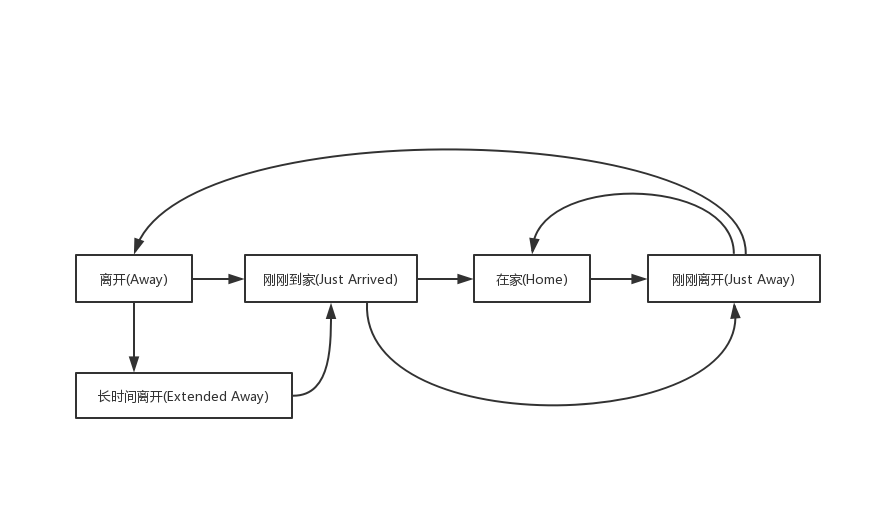 离开(Away)
刚刚到家(Just Arrived)
在家(Home)
刚刚离开(Just Away)
长时间离开(Extended Away)